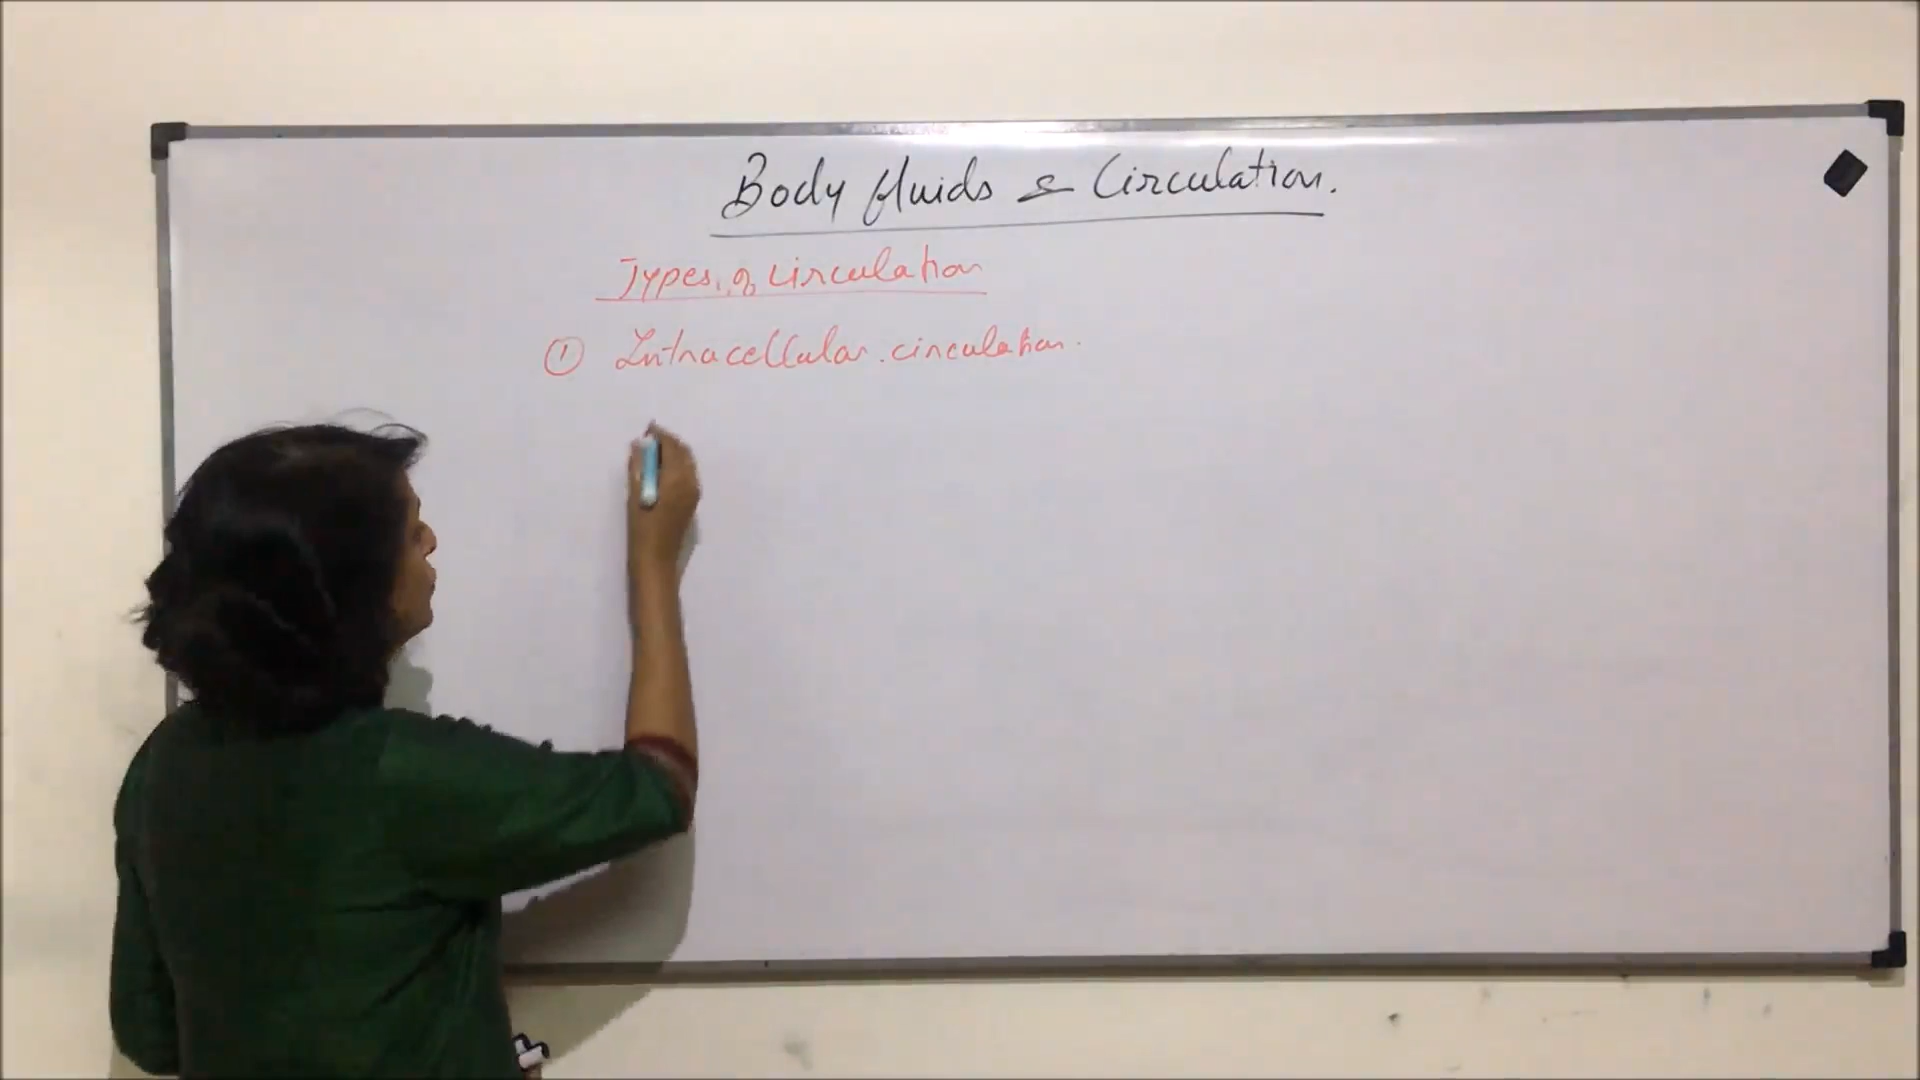 Body fluids & Circulation.
Types of circulation
① Intracellular circulation.